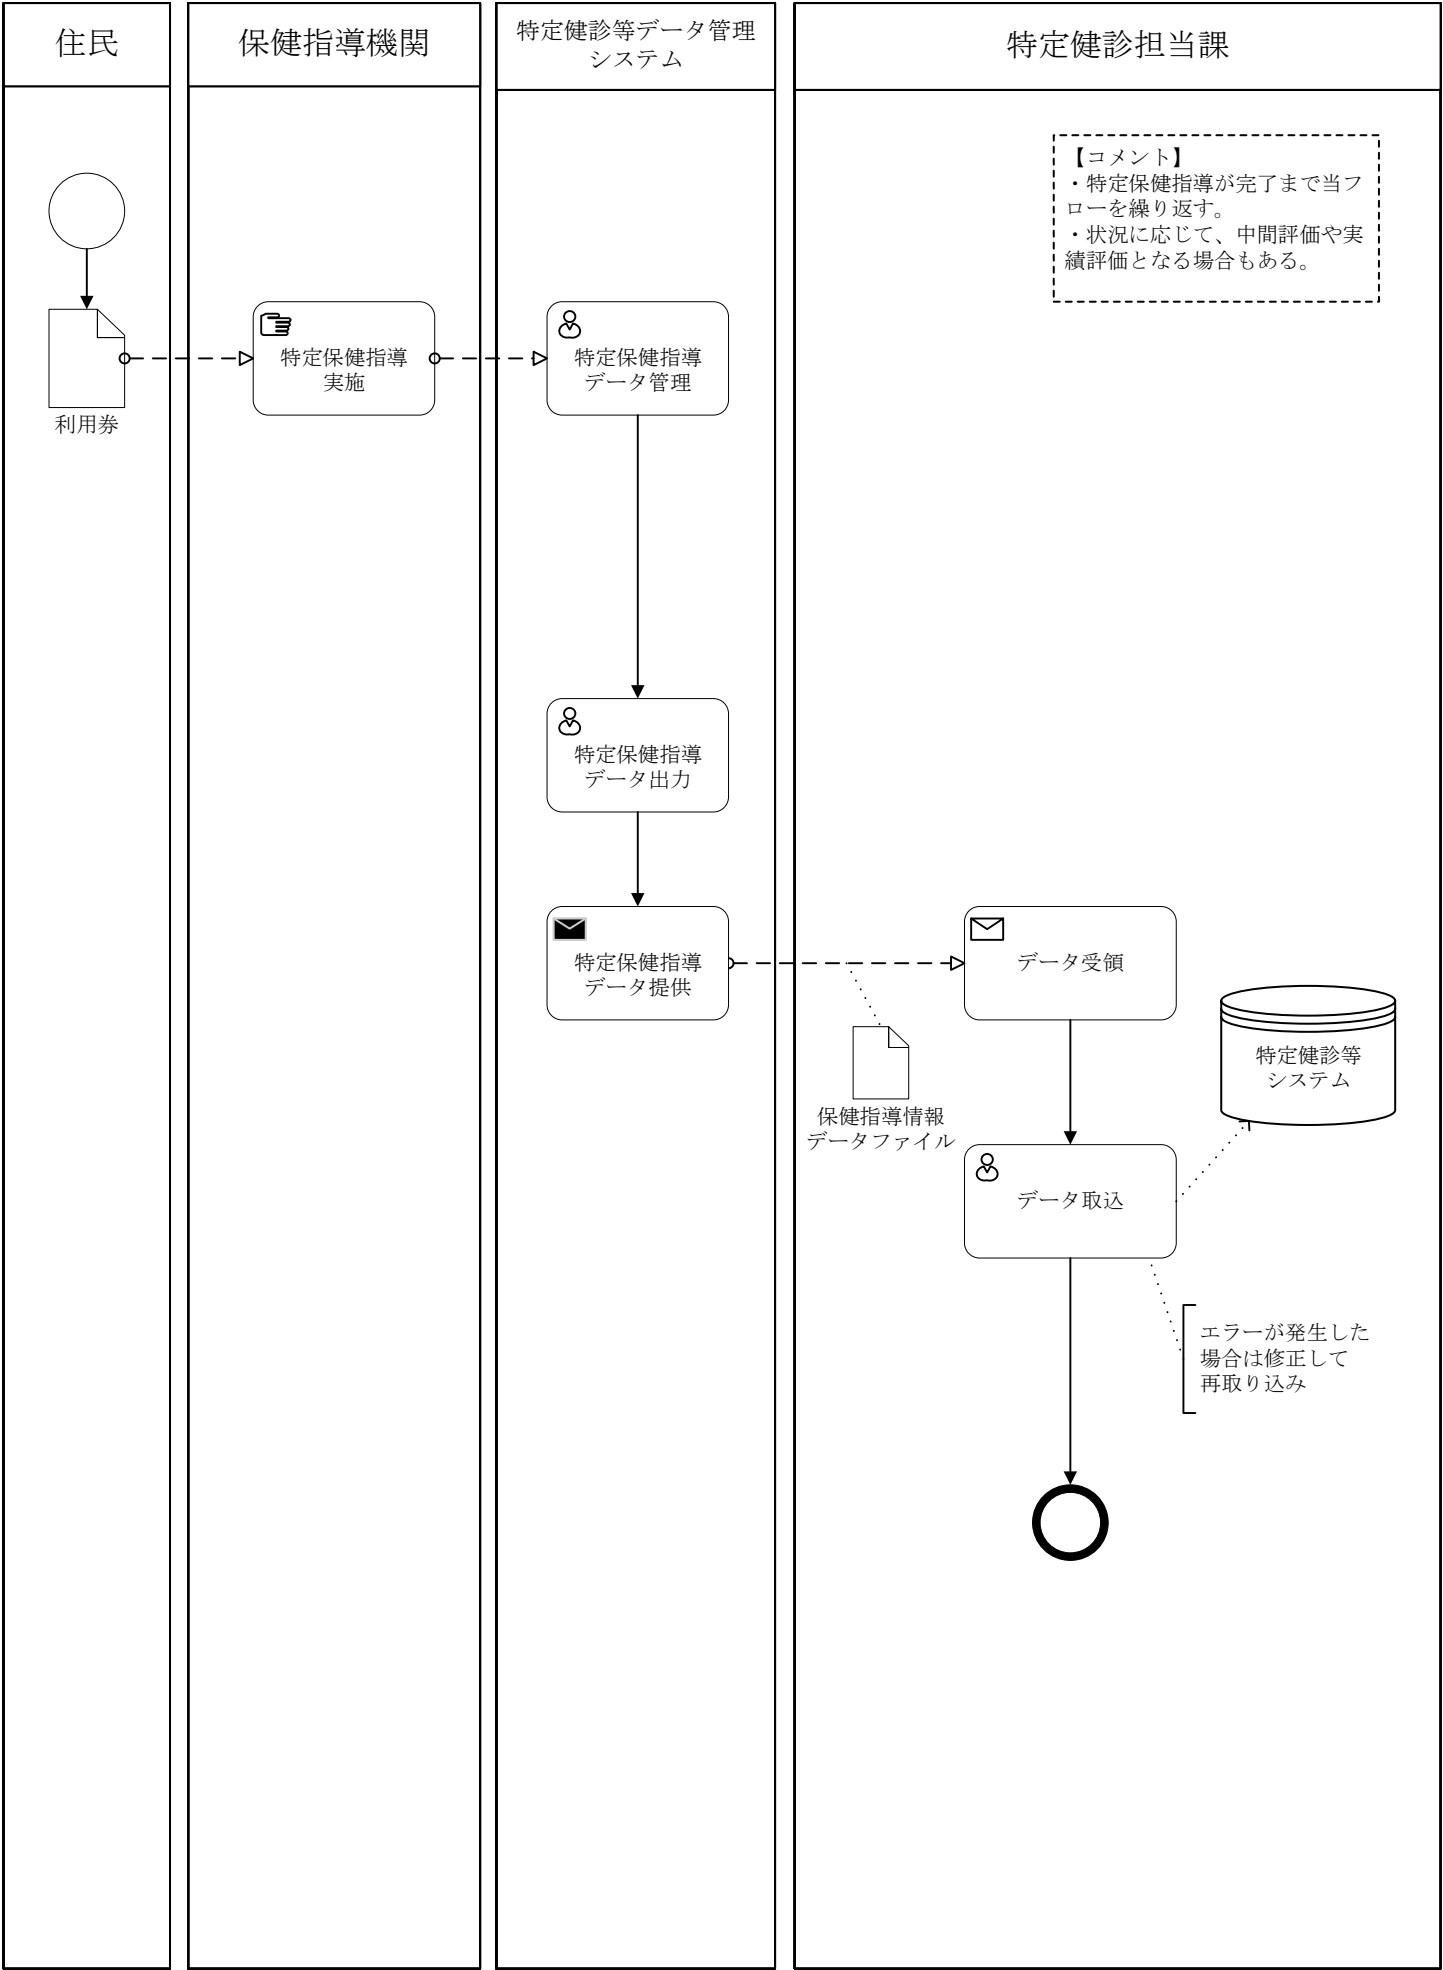 住民
保健指導機関
特定健診等データ管理
システム
特定健診担当課
【コメント】
・特定保健指導が完了まで当フ
ローを繰り返す。
・状況に応じて、中間評価や実
績評価となる場合もある。
利用券
特定保健指導
実施
特定保健指導
データ管理
特定保健指導
データ出力
特定保健指導
データ提供
データ受領
保健指導情報
データファイル
特定健診等
システム
データ取込
エラーが発生した
場合は修正して
再取り込み